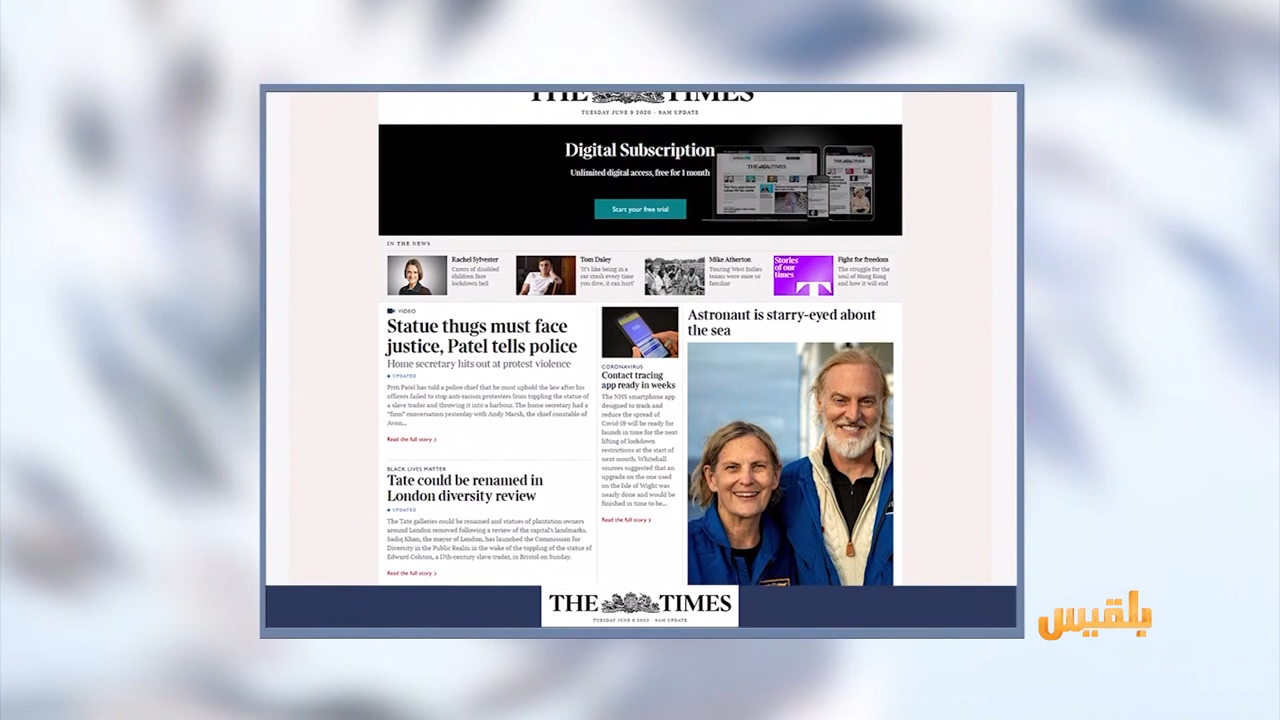 THE TIMES
TUESDAY JUNE 9 2020 · 9AM UPDATE
Digital Subscription
Unlimited digital access, free for 1 month
Start your free trial
THE TIMES
THE TIMES
IN THE NEWS
Rachel Sylvester
Carers of disabled
children face
lockdown hell
Tom Daley
'It's like being in a
car crash every time
you dive, it can hurt'
Mike Atherton
Touring West Indies
teams were once so
familiar
Stories
of our
times
Fight for freedom
The struggle for the
soul of Hong Kong
and how it will end
VIDEO
Statue thugs must face
justice, Patel tells police
Home secretary hits out at protest violence
UPDATED
Priti Patel has told a police chief that he must uphold the law after his
officers failed to stop anti-racism protesters from toppling the statue of
a slave trader and throwing it into a harbour. The home secretary had a
"firm" conversation yesterday with Andy Marsh, the chief constable of
Avon...
Read the full story >
BLACK LIVES MATTER
Tate could be renamed in
London diversity review
UPDATED
The Tate galleries could be renamed and statues of plantation owners
around London removed following a review of the capital's landmarks.
Sadiq Khan, the mayor of London, has launched the Commission for
Diversity in the Public Realm in the wake of the toppling of the statue of
Edward Colston, a 17th-century slave trader, in Bristol on Sunday.
Read the full story >
CORONAVIRUS
Contact tracing
app ready in weeks
The NHS smartphone app
designed to track and
reduce the spread of
Covid-19 will be ready for
launch in time for the next
lifting of lockdown
restrictions at the start of
next month. Whitehall
sources suggested that an
upgrade on the one used
on the Isle of Wight was
nearly done and would be
finished in time to be...
Read the full story >
Astronaut is starry-eyed about
the sea
THE TIMES
TUESDAY JUNE 9 2020 · 9AM UPDATE
بلقيس